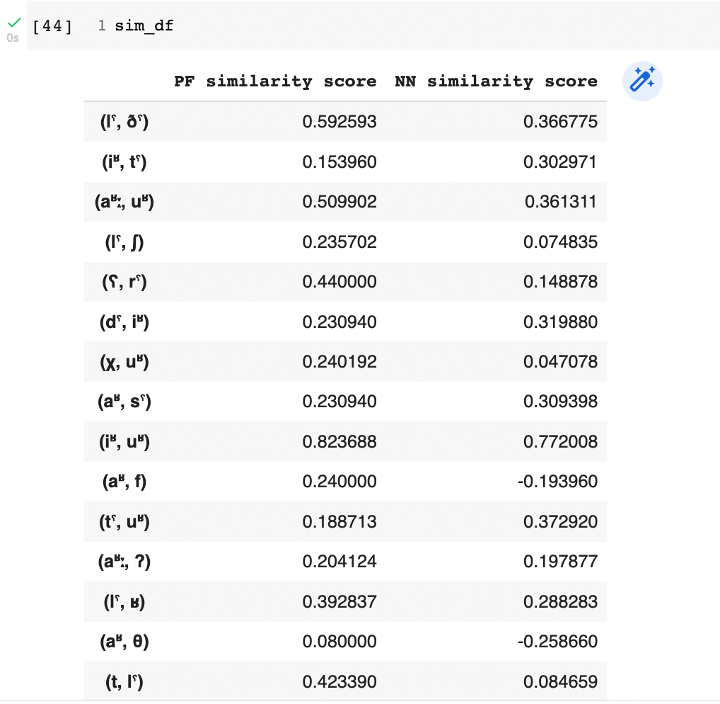 [44] 1 sim_df
0s
PF similarity score NN similarity score
(lˤ, ðˤ) 0.592593 0.366775
(iʶ, tˤ) 0.153960 0.302971
(aʶː, uʶ) 0.509902 0.361311
(lˤ, ʃ) 0.235702 0.074835
(ʕ, rˤ) 0.440000 0.148878
(dˤ, iʶ) 0.230940 0.319880
(χ, uʶ) 0.240192 0.047078
(aʶ, sˤ) 0.230940 0.309398
(iʶ, uʶ) 0.823688 0.772008
(aʶ, f) 0.240000 -0.193960
(tˤ, uʶ) 0.188713 0.372920
(aʶː, ʔ) 0.204124 0.197877
(lˤ, ʁ) 0.392837 0.288283
(aʶ, θ) 0.080000 -0.258660
(t, lˤ) 0.423390 0.084659